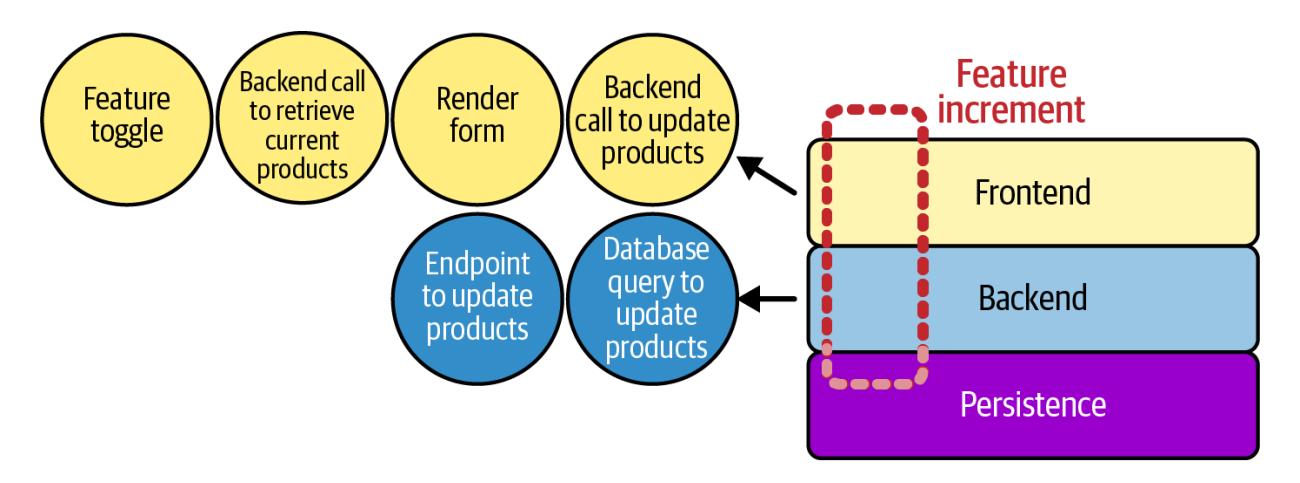 Feature
toggle
Backend call
to retrieve
current
products
Render
form
Backend
call to update
products
Endpoint
to update
products
Database
query to
update
products
Feature
increment
Frontend
Backend
Persistence